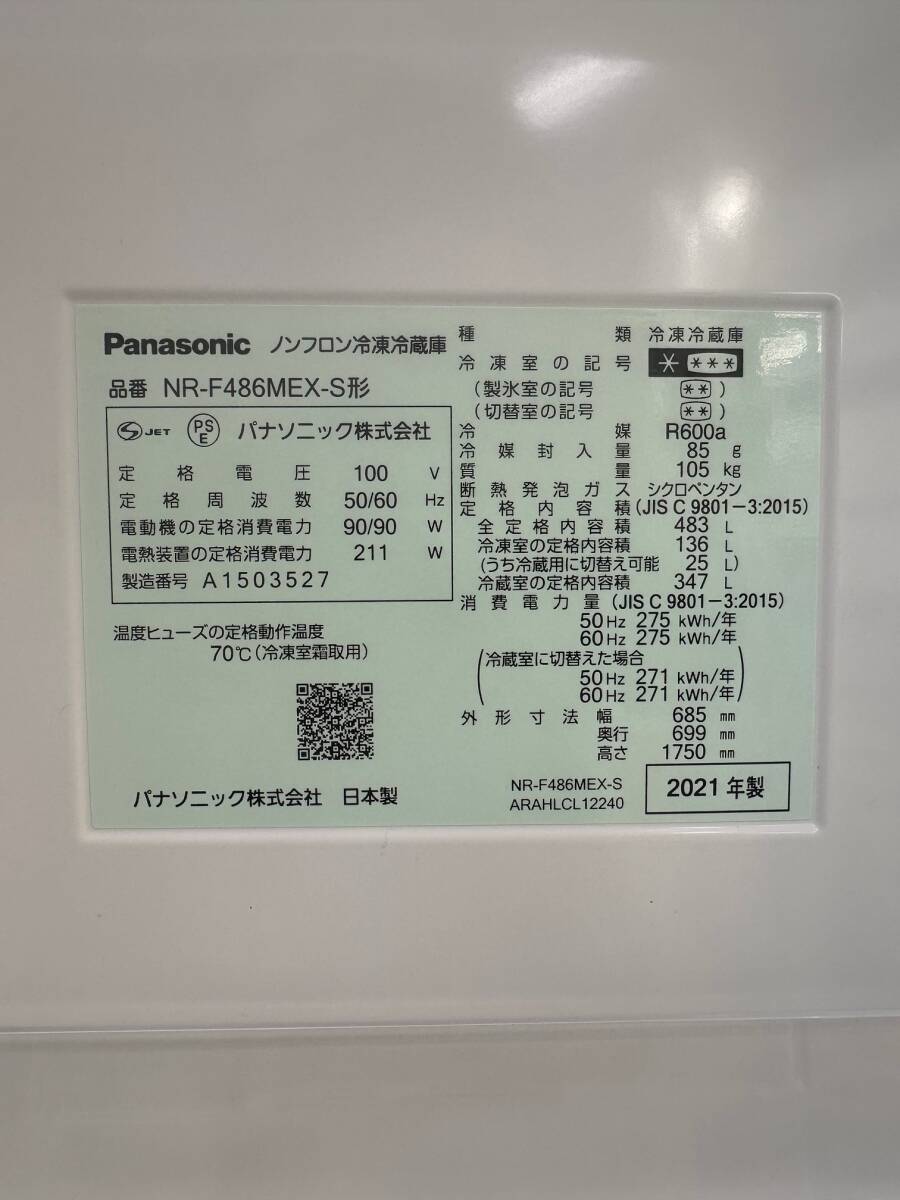 Panasonic ノンフロン冷凍冷蔵庫
品番 NR-F486MEX-S形
S JET PS E パナソニック株式会社
定格電圧 100 V
定格周波数 50/60 Hz
電動機の定格消費電力 90/90 W
電熱装置の定格消費電力 211 W
製造番号 A1503527
温度ヒューズの定格動作温度
70℃(冷凍室霜取用)
パナソニック株式会社 日本製
種類 冷凍冷蔵庫
冷凍室の記号 * ***
(製氷室の記号 ** )
(切替室の記号 ** )
冷媒 R600a
冷媒封入量 85 g
質量 105 kg
断熱発泡ガス シクロペンタン
定格内容積(JIS C 9801-3:2015)
全定格内容積 483 L
冷凍室の定格内容積 136 L
(うち冷蔵用に切替え可能 25 L)
冷蔵室の定格内容積 347 L
消費電力量(JIS C 9801-3:2015)
50Hz 275 kWh/年
60Hz 275 kWh/年
(冷蔵室に切替えた場合
50Hz 271 kWh/年
60Hz 271 kWh/年)
外形寸法 幅 685 mm
奥行 699 mm
高さ 1750 mm
NR-F486MEX-S
ARAHLCL12240
2021年製